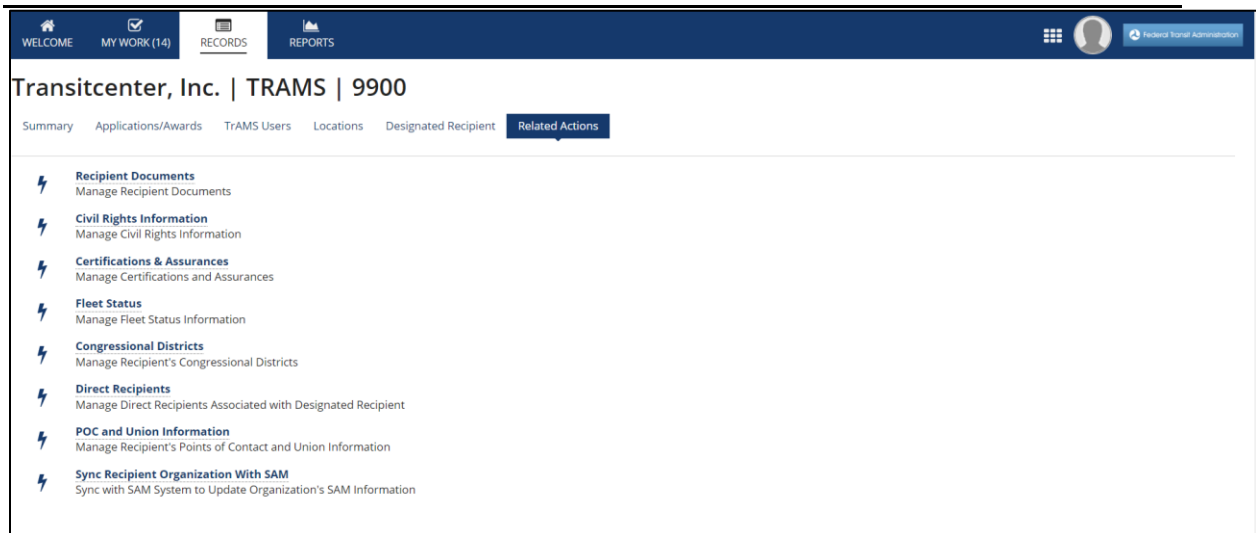 WELCOME MY WORK (14) RECORDS REPORTS Federal Transit Administration
Transitcenter, Inc. | TRAMS | 9900
Summary Applications/Awards TrAMS Users Locations Designated Recipient Related Actions
Recipient Documents
Manage Recipient Documents
Civil Rights Information
Manage Civil Rights Information
Certifications & Assurances
Manage Certifications and Assurances
Fleet Status
Manage Fleet Status Information
Congressional Districts
Manage Recipient's Congressional Districts
Direct Recipients
Manage Direct Recipients Associated with Designated Recipient
POC and Union Information
Manage Recipient's Points of Contact and Union Information
Sync Recipient Organization With SAM
Sync with SAM System to Update Organization's SAM Information